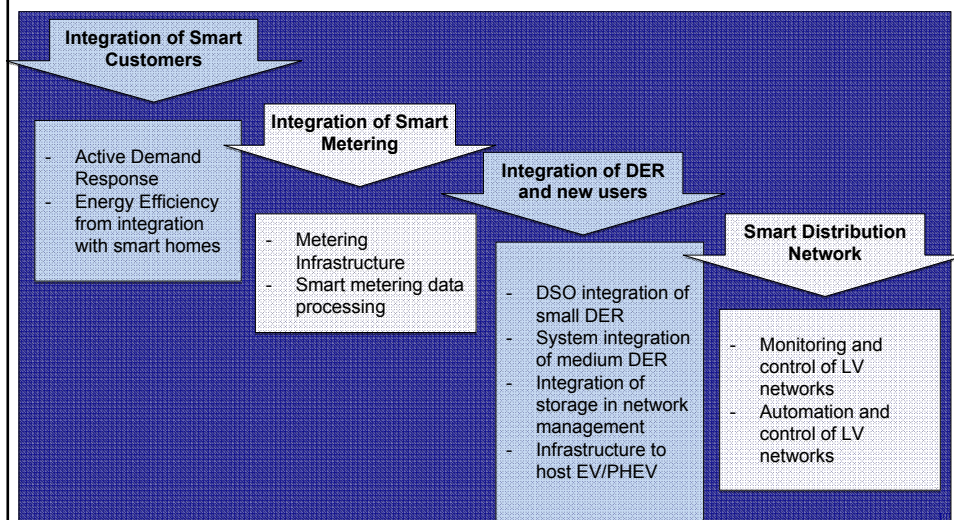 Integration of Smart
Customers
- Active Demand
Response
- Energy Efficiency
from integration
with smart homes
Integration of Smart
Metering
- Metering
Infrastructure
- Smart metering data
processing
Integration of DER
and new users
- DSO integration of
small DER
- System integration
of medium DER
- Integration of
storage in network
management
- Infrastructure to
host EV/PHEV
Smart Distribution
Network
- Monitoring and
control of LV
networks
- Automation and
control of LV
networks